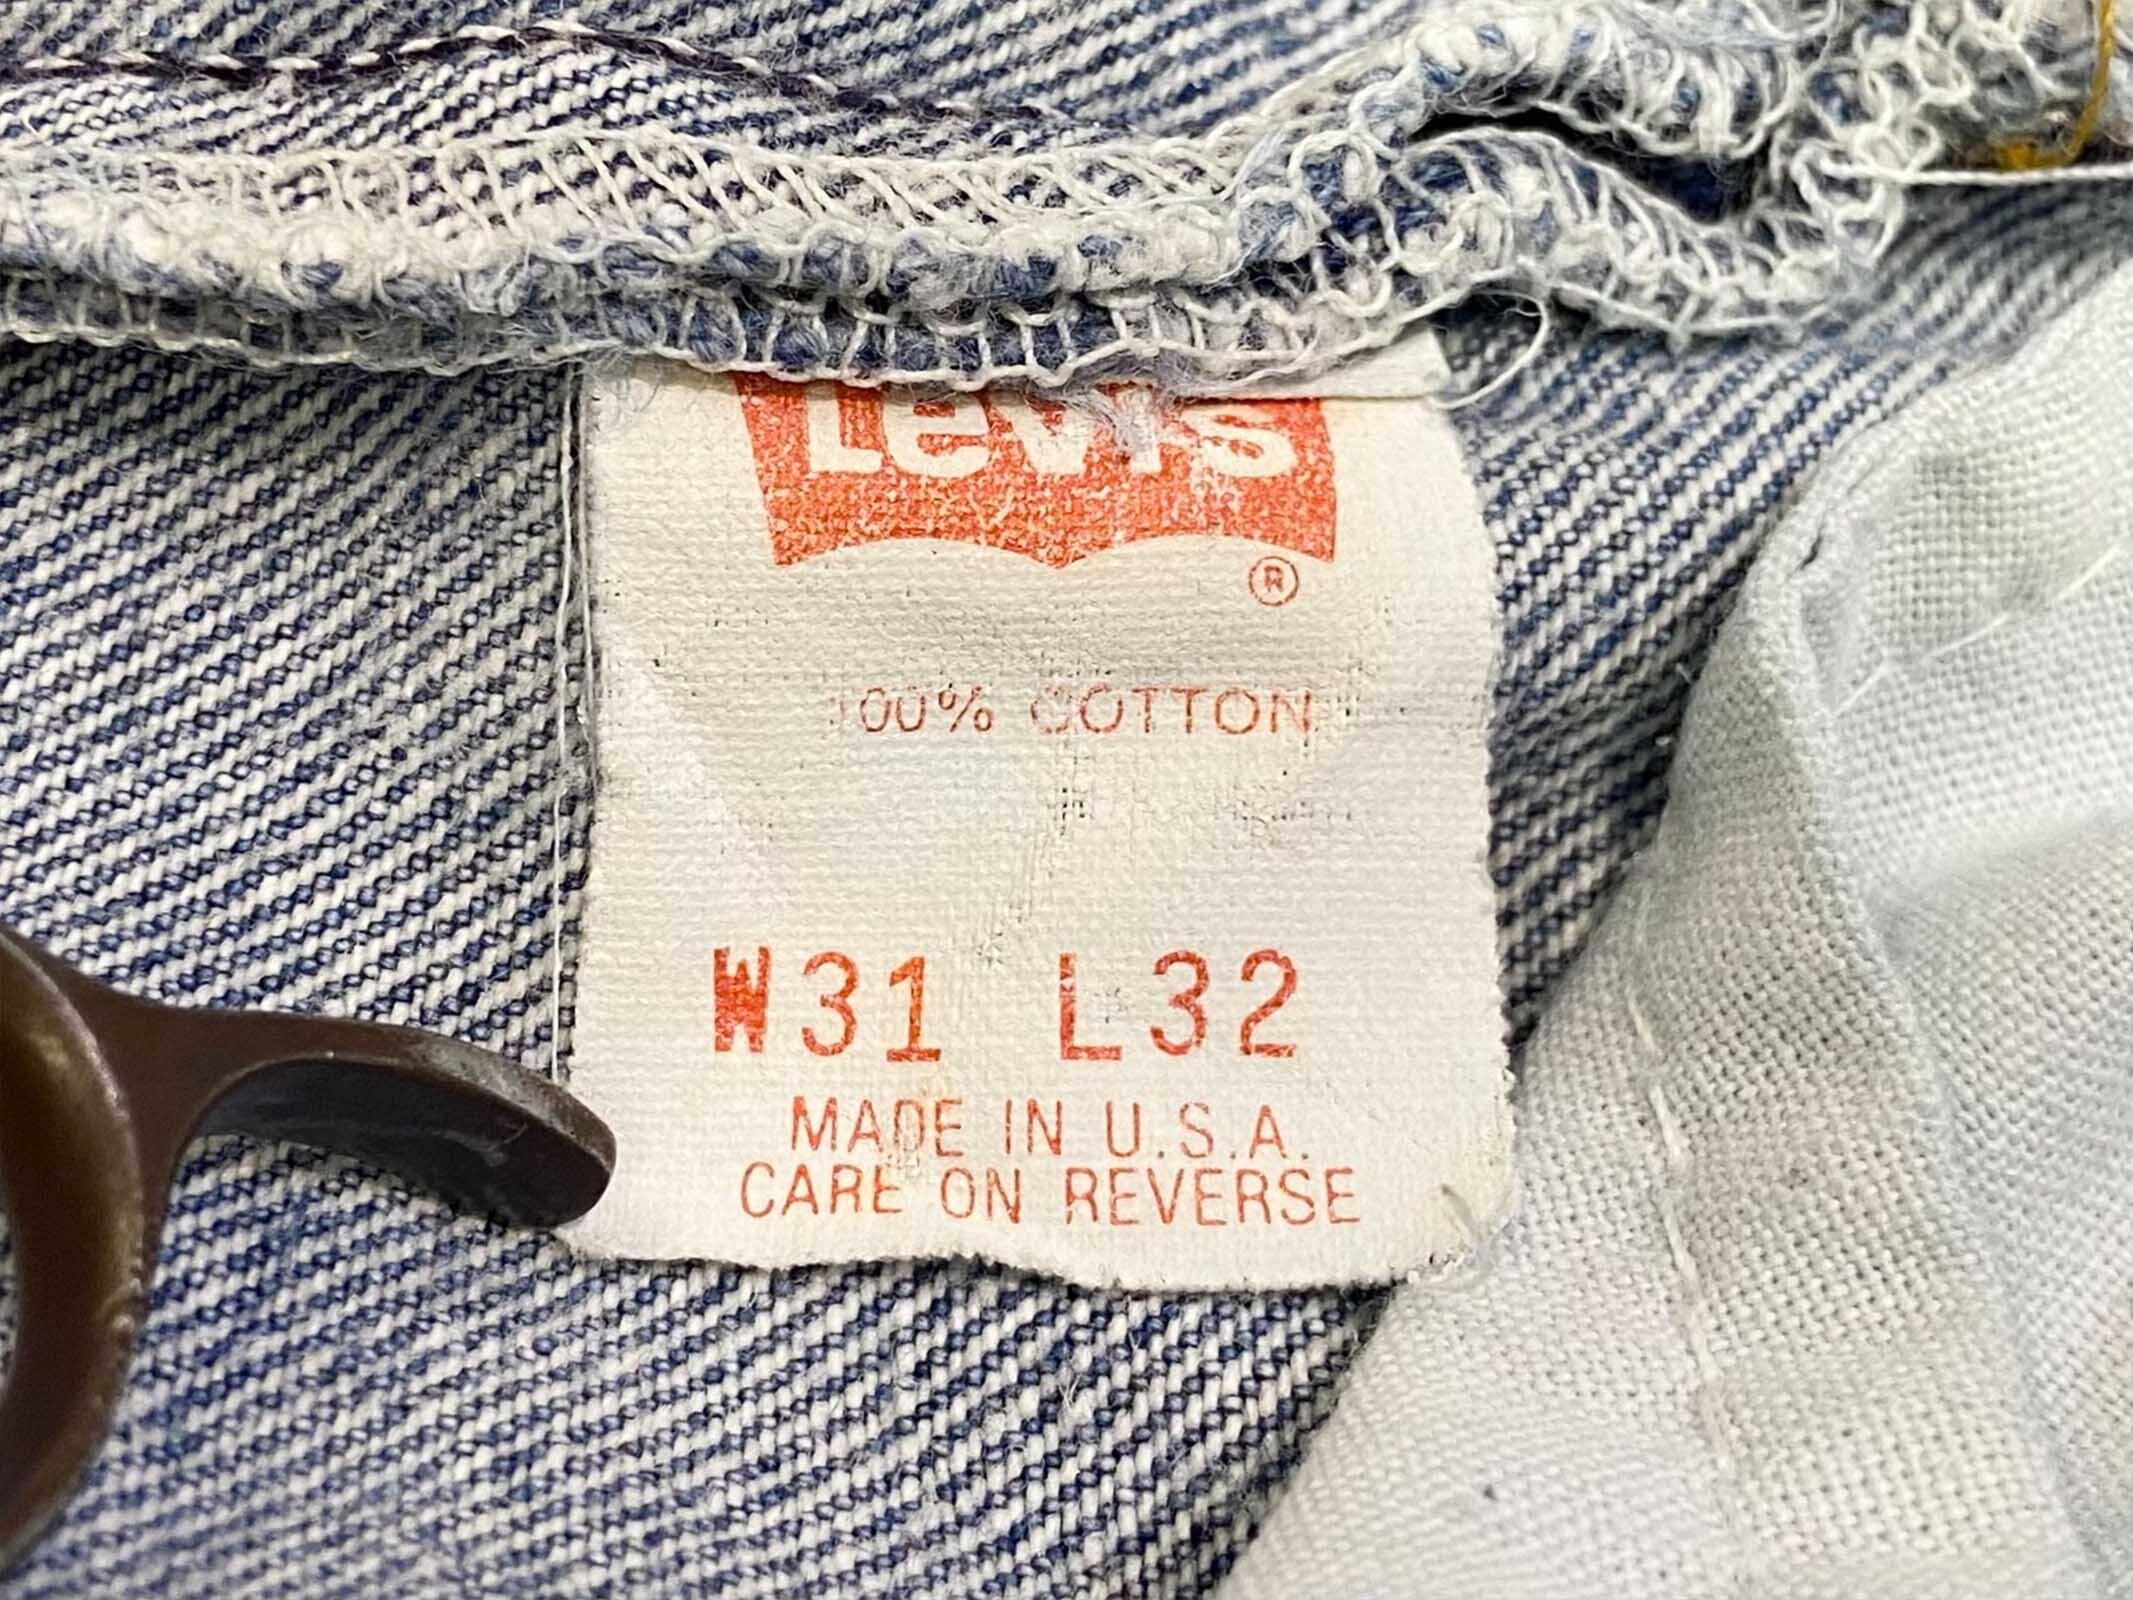 Levi's
®
100% COTTON
W31 L32
MADE IN U.S.A.
CARE ON REVERSE